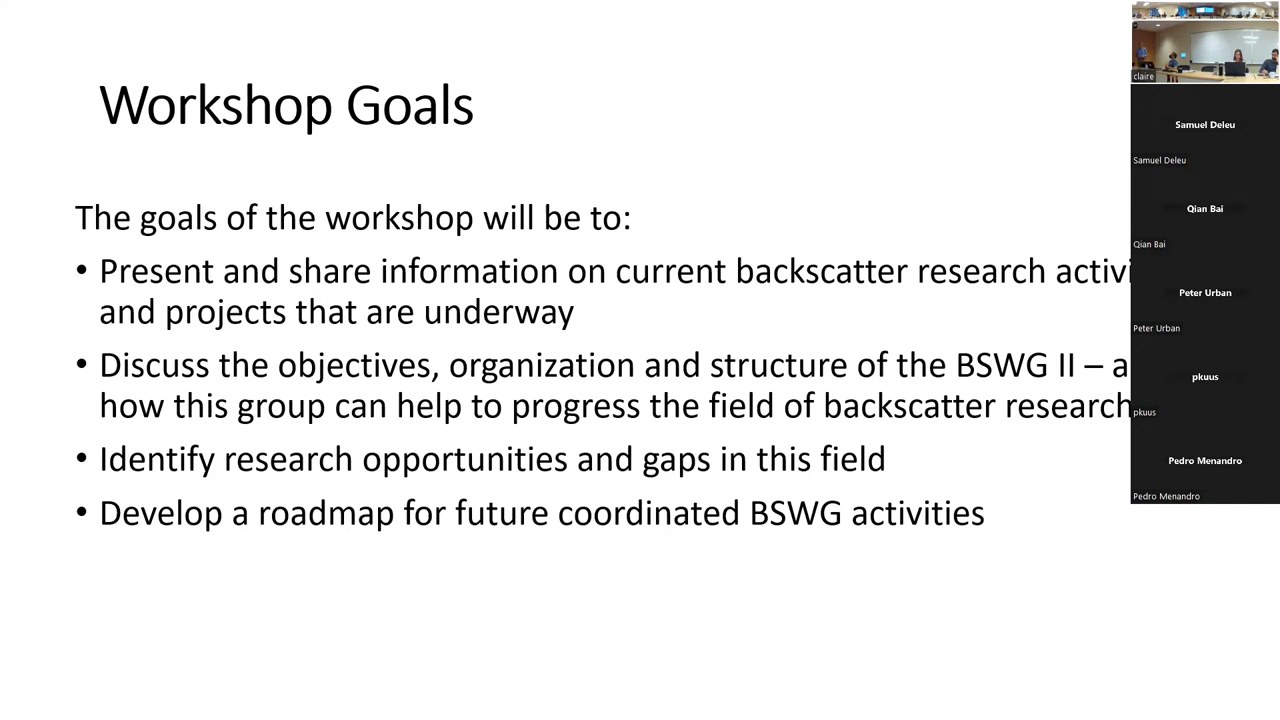 Workshop Goals
The goals of the workshop will be to:
• Present and share information on current backscatter research
and projects that are underway
• Discuss the objectives, organization and structure of the BSWG II –
how this group can help to progress the field of backscatter research
• Identify research opportunities and gaps in this field
• Develop a roadmap for future coordinated BSWG activities
claire
Samuel Deleu
Samuel Deleu
Qian Bai
Qian Bai
Peter Urban
Peter Urban
pkuus
pkuus
Pedro Menandro
Pedro Menandro